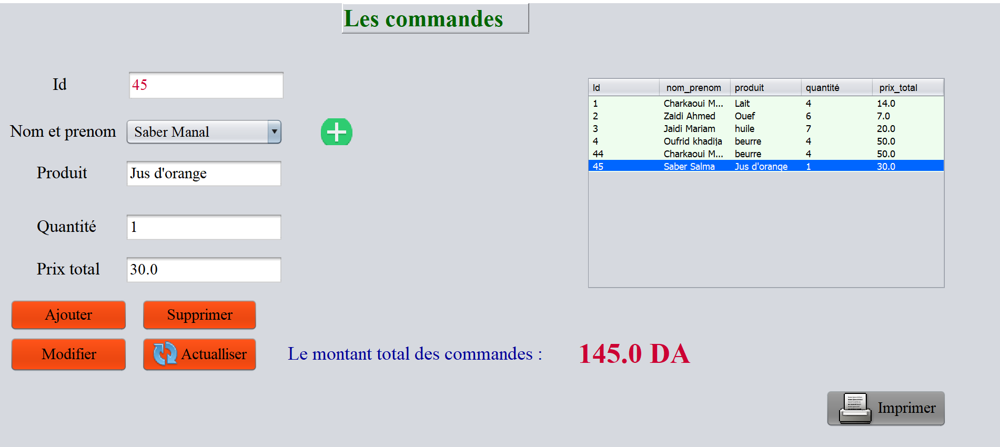 Les commandes
Id 45
Nom et prenom Saber Manal
Produit Jus d'orange
Quantité 1
Prix total 30.0
Ajouter Supprimer
Modifier Actualliser
Id nom_prenom produit quantité prix_total
1 Charkaoui M... Lait 4 14.0
2 Zaidi Ahmed Ouef 6 7.0
3 Jaidi Mariam huile 7 20.0
4 Oufrid khadija beurre 4 50.0
44 Charkaoui M... beurre 4 50.0
45 Saber Salma Jus d'orange 1 30.0
Le montant total des commandes : 145.0 DA
Imprimer